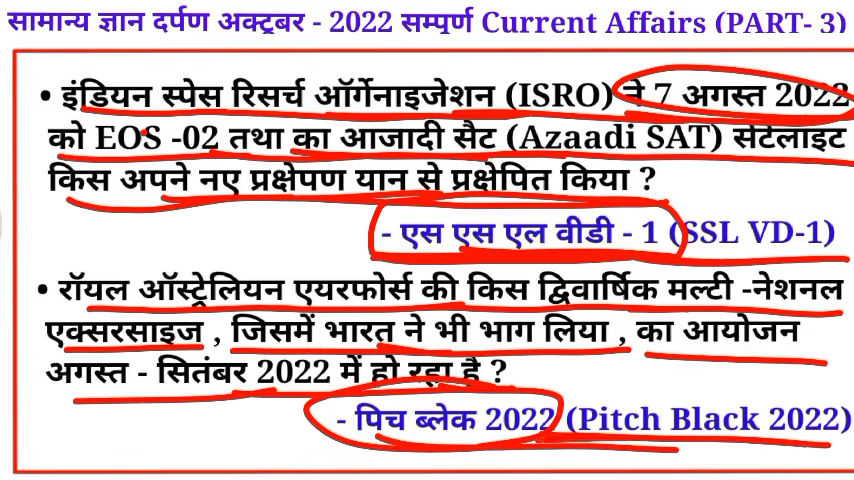 सामान्य ज्ञान दर्पण अक्टूबर - 2022 सम्पूर्ण Current Affairs (PART- 3)
• इंडियन स्पेस रिसर्च ऑर्गेनाइजेशन (ISRO) ने 7 अगस्त 2022
को EOS -02 तथा का आजादी सैट (Azaadi SAT) सेटेलाइट
किस अपने नए प्रक्षेपण यान से प्रक्षेपित किया ?
- एस एस एल वीडी - 1 (SSL VD-1)
• रॉयल ऑस्ट्रेलियन एयरफोर्स की किस द्विवार्षिक मल्टी -नेशनल
एक्सरसाइज , जिसमें भारत ने भी भाग लिया , का आयोजन
अगस्त - सितंबर 2022 में हो रहा है ?
- पिच ब्लेक 2022 (Pitch Black 2022)